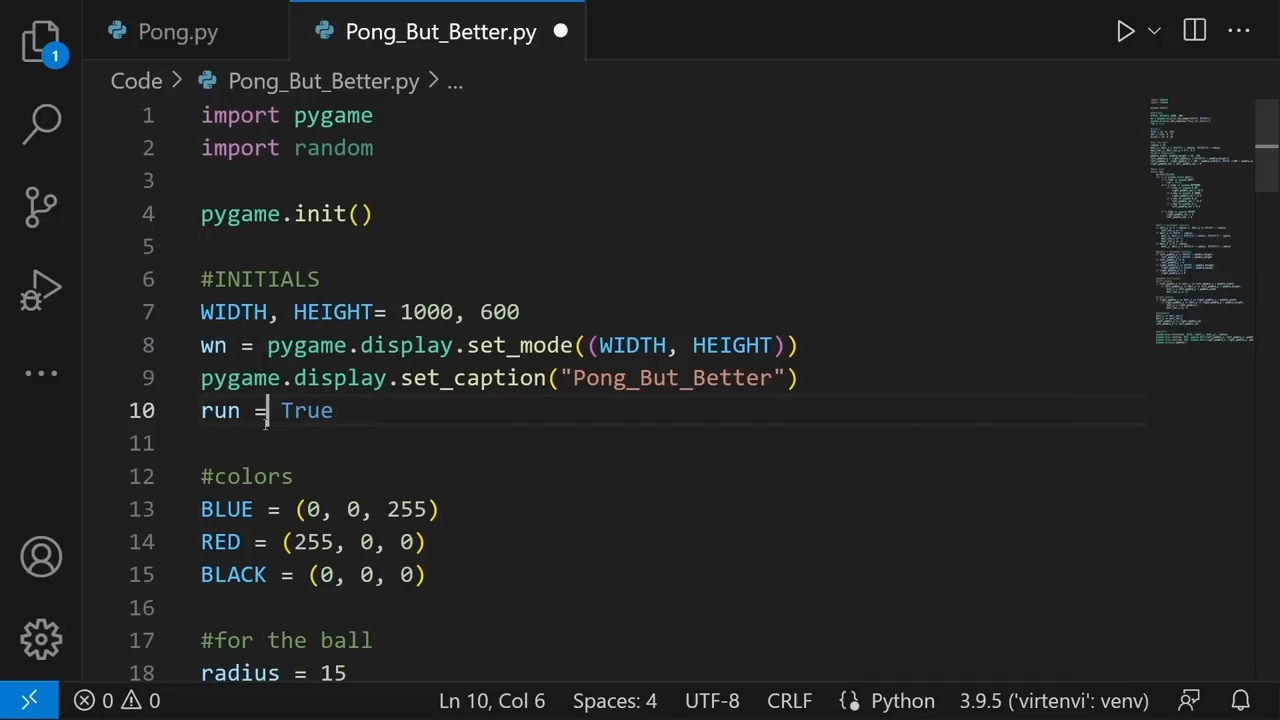 Pong.py
Pong_But_Better.py
1
Code > Pong_But_Better.py > ...
1 import pygame
2 import random
3
4 pygame.init()
5
6 #INITIALS
7 WIDTH, HEIGHT= 1000, 600
8 wn = pygame.display.set_mode((WIDTH, HEIGHT))
9 pygame.display.set_caption("Pong_But_Better")
10 run = True
11
12 #colors
13 BLUE = (0, 0, 255)
14 RED = (255, 0, 0)
15 BLACK = (0, 0, 0)
16
17 #for the ball
18 radius = 15
0 0 Ln 10, Col 6 Spaces: 4 UTF-8 CRLF {} Python 3.9.5 ('virtenvi': venv)